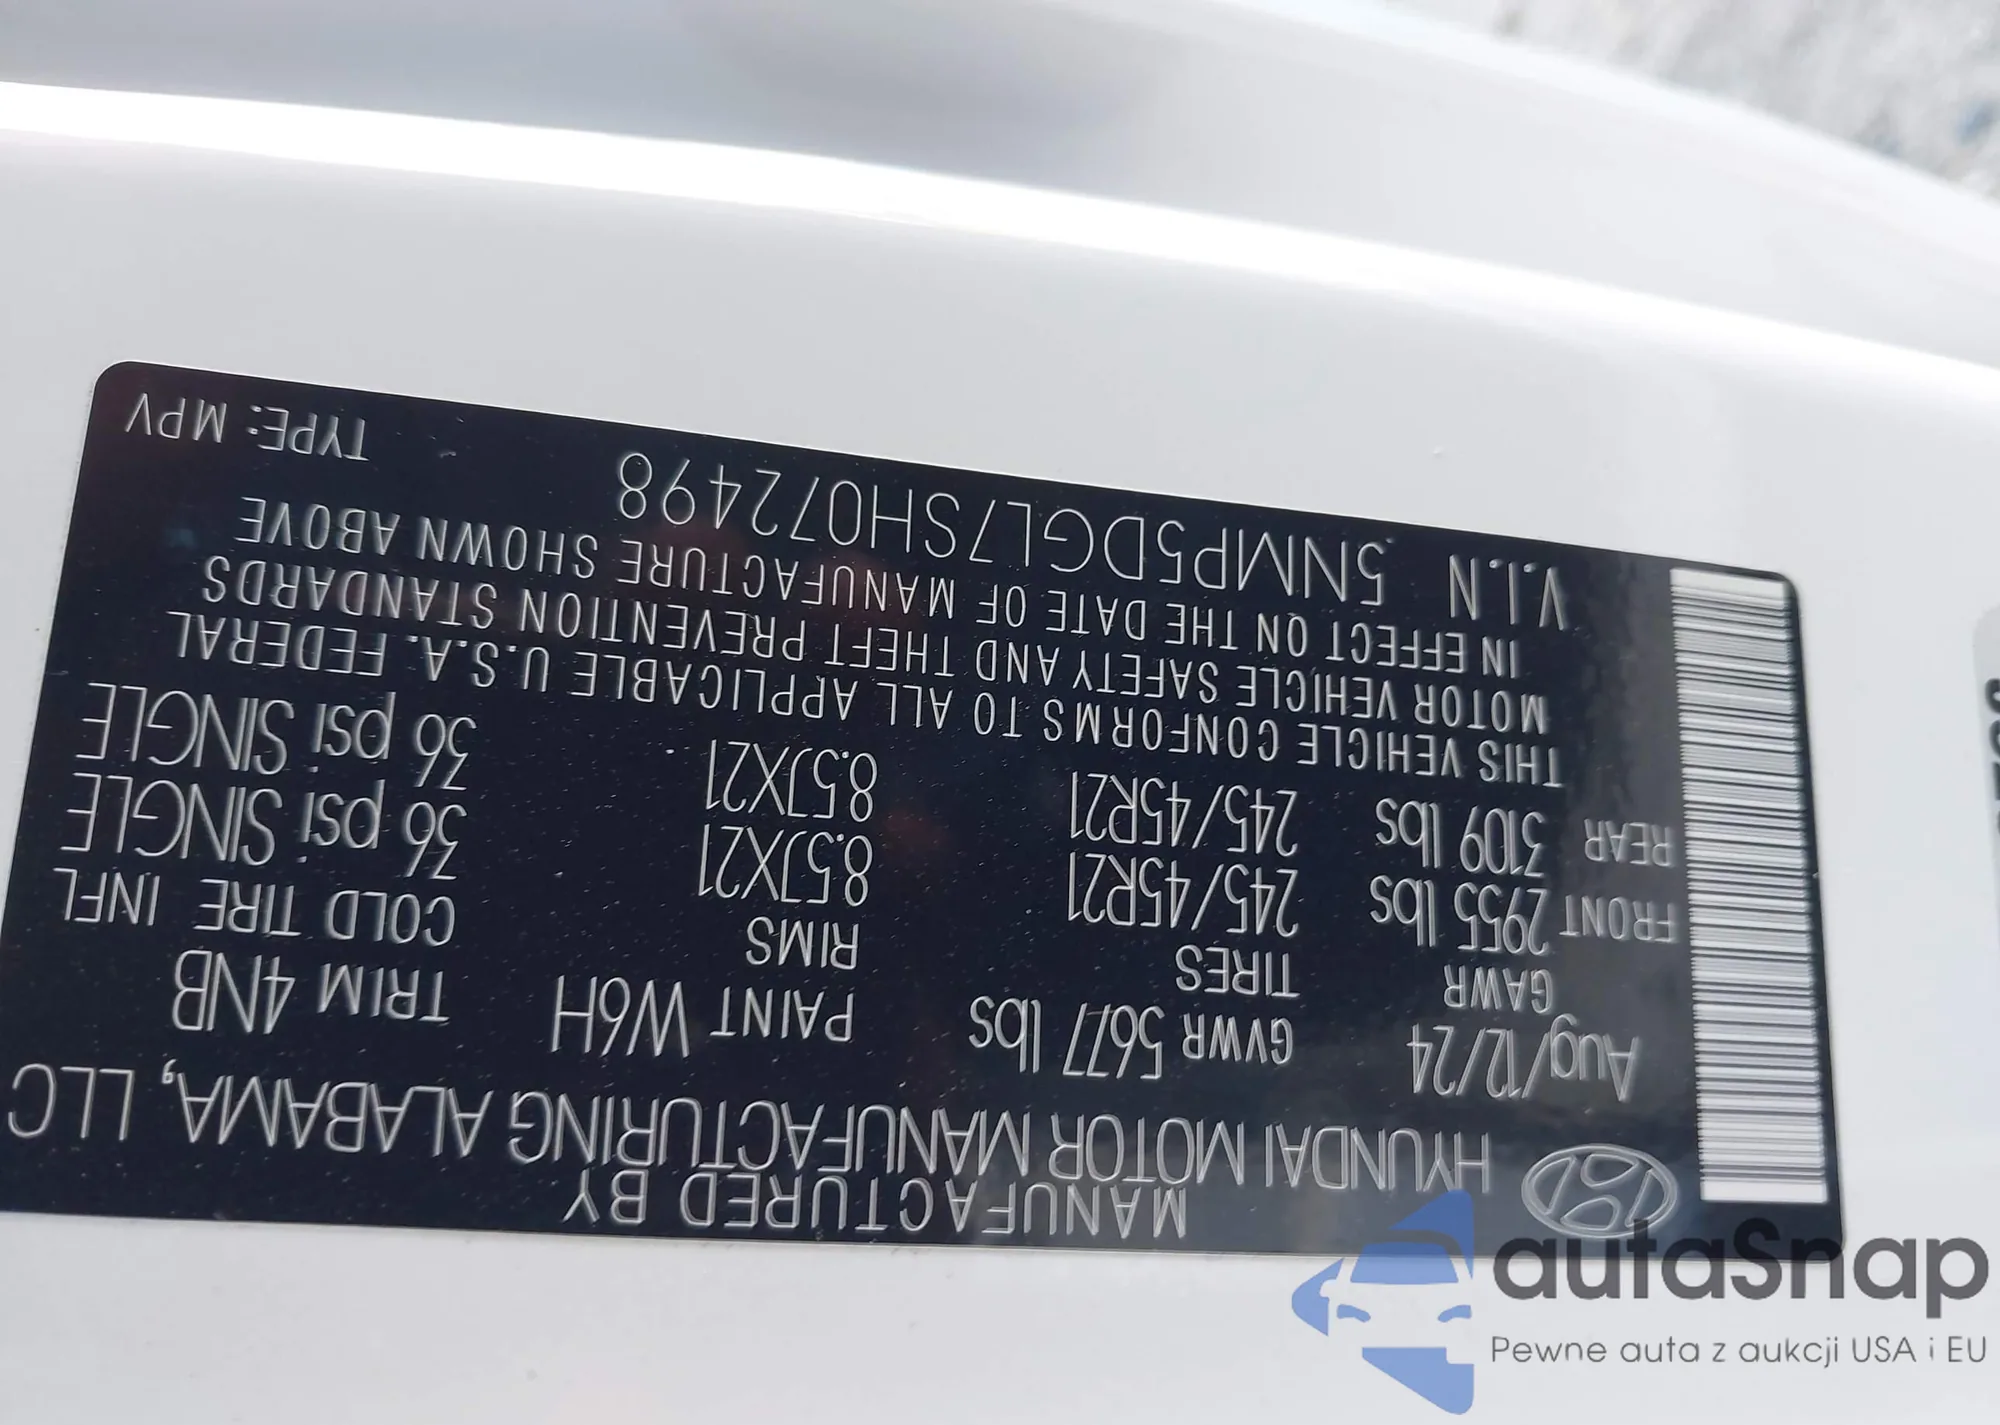 MANUFACTURED BY
HYUNDAI MOTOR MANUFACTURING ALABAMA, LLC
Aug/12/24 GVWR 5677 lbs PAINT W6H TRIM 4NB
GAWR TIRES RIMS COLD TIRE INFL
FRONT 2955 lbs 245/45R21 8.5JX21 36 psi SINGLE
REAR 3109 lbs 245/45R21 8.5JX21 36 psi SINGLE
THIS VEHICLE CONFORMS TO ALL APPLICABLE U.S.A. FEDERAL
MOTOR VEHICLE SAFETY AND THEFT PREVENTION STANDARDS
IN EFFECT ON THE DATE OF MANUFACTURE SHOWN ABOVE
V.I.N 5NMP5DGL7SH072498
TYPE: MPV
autaSnap
Pewne auta z aukcji USA i EU